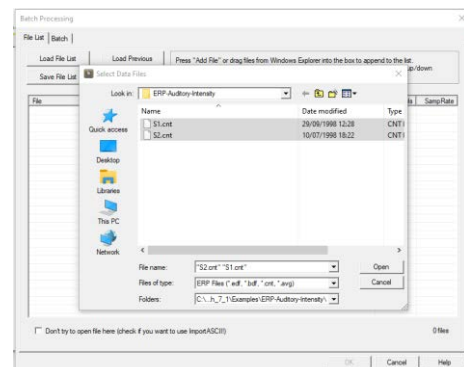 Batch Processing
File List Batch
Load File List Load Previous Press "Add File" or drag files from Windows Explorer into the box to append to the list.
Save File List up/down
Select Data Files
Look in: ERP-Auditory-Intensity
File Samp Rate
Name Date modified Type
S1.cnt 29/09/1998 12:28 CNT
S2.cnt 10/07/1998 18:22 CNT
Quick access
Desktop
Libraries
This PC
Network
File name: "S2.cnt" "S1.cnt" Open
Files of type: ERP Files (*.edf, *.bdf, *.cnt, *.avg) Cancel
Folders: C:\...h_7_1\Examples\ERP-Auditory-Intensity\
Don't try to open file here (check if you want to use ImportASCII!) 0 files
OK Cancel Help